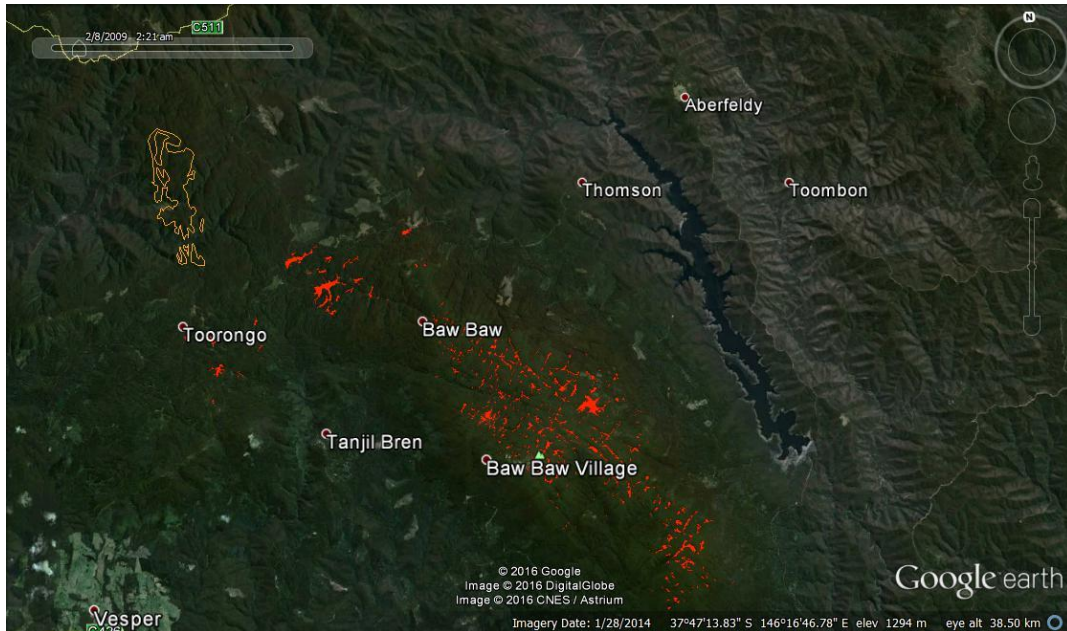 C511
2/8/2009 2:21 am
N
Aberfeldy
Thomson
Toombon
Toorongo
Baw Baw
Tanjil Bren
Baw Baw Village
© 2016 Google
Image © 2016 DigitalGlobe
Image © 2016 CNES / Astrium
Google earth
Vesper
C426
Imagery Date: 1/28/2014 37°47'13.83" S 146°16'46.78" E elev 1294 m eye alt 38.50 km